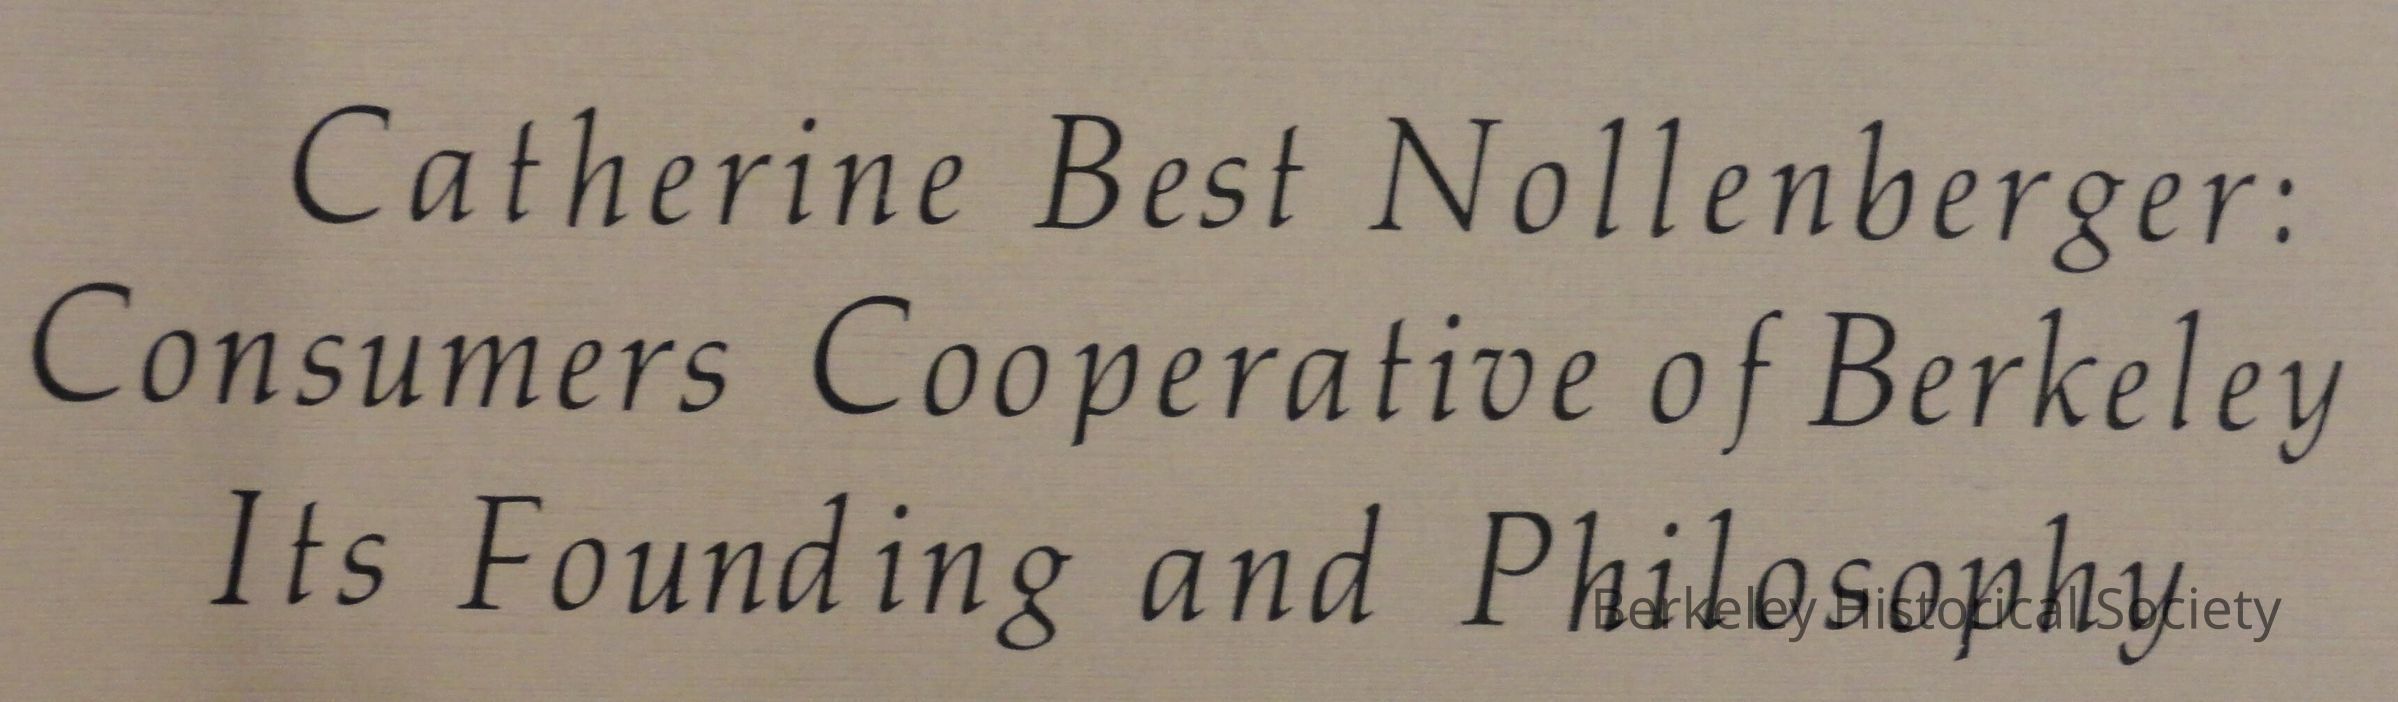 Catherine Best Nollenberger:
Consumers Cooperative of Berkeley
Its Founding and Philosophy
Berkeley Historical Society